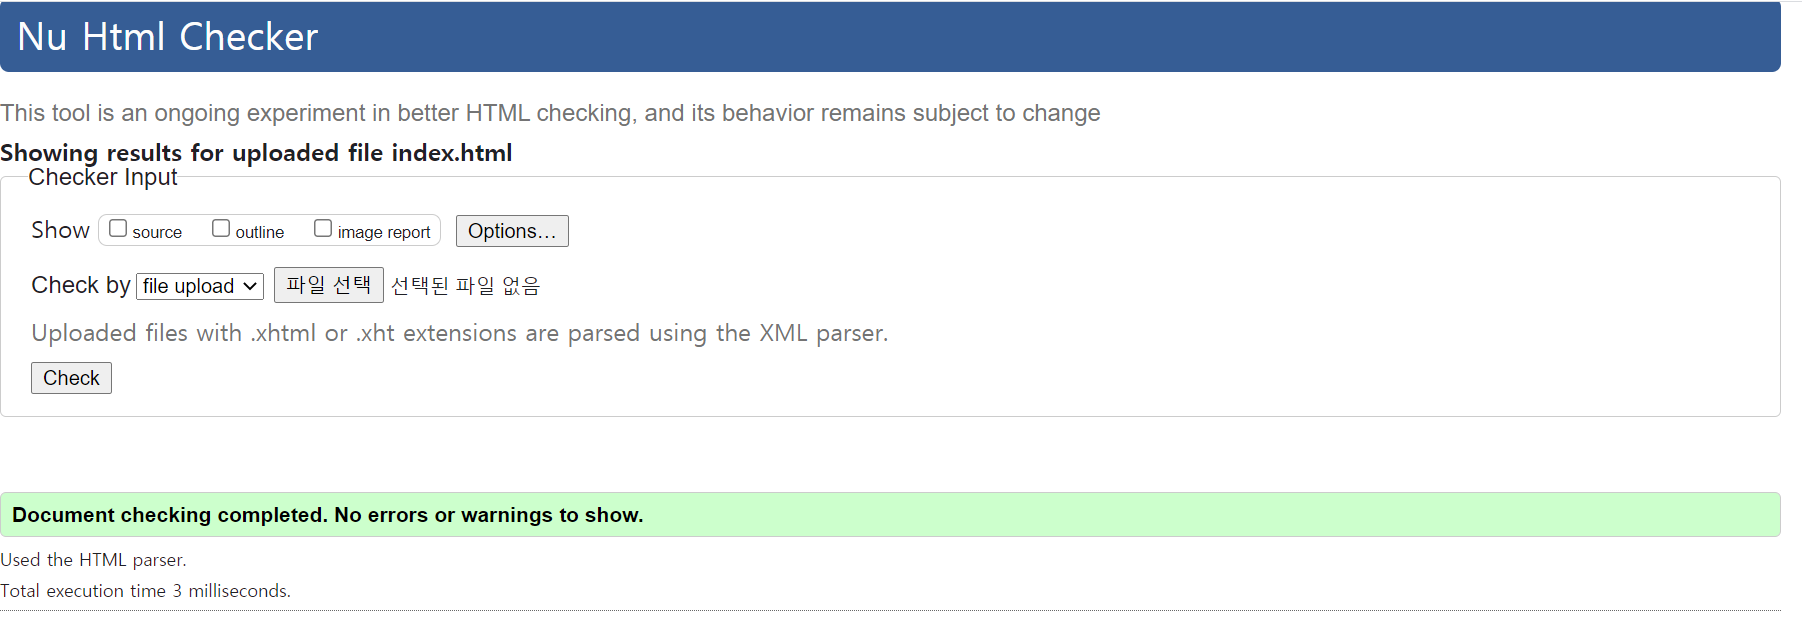 Nu Html Checker
This tool is an ongoing experiment in better HTML checking, and its behavior remains subject to change
Showing results for uploaded file index.html
Checker Input
Show source outline image report Options...
Check by file upload 파일 선택 선택된 파일 없음
Uploaded files with .xhtml or .xht extensions are parsed using the XML parser.
Check
Document checking completed. No errors or warnings to show.
Used the HTML parser.
Total execution time 3 milliseconds.